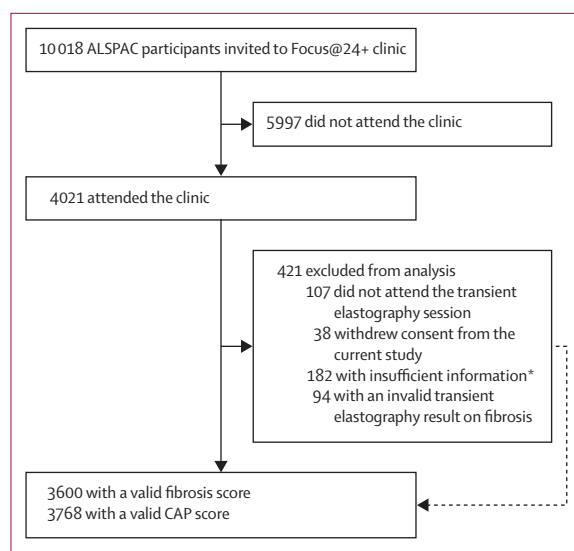 10 018 ALSPAC participants invited to Focus@24+ clinic
5997 did not attend the clinic
4021 attended the clinic
421 excluded from analysis
107 did not attend the transient
elastography session
38 withdrew consent from the
current study
182 with insufficient information*
94 with an invalid transient
elastography result on fibrosis
3600 with a valid fibrosis score
3768 with a valid CAP score